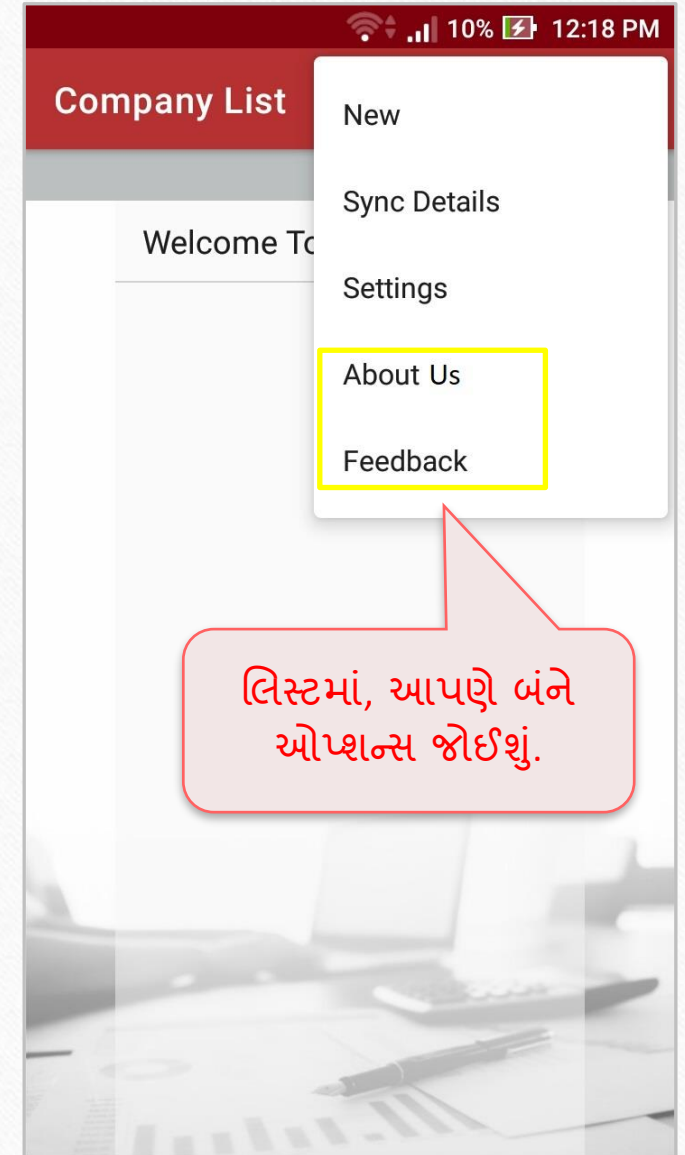 10% 12:18 PM
Company List
New
Sync Details
Welcome To
Settings
About Us
Feedback
લિસ્ટમાં, આપણે બંને
ઓપ્શન્સ જોઈશું.